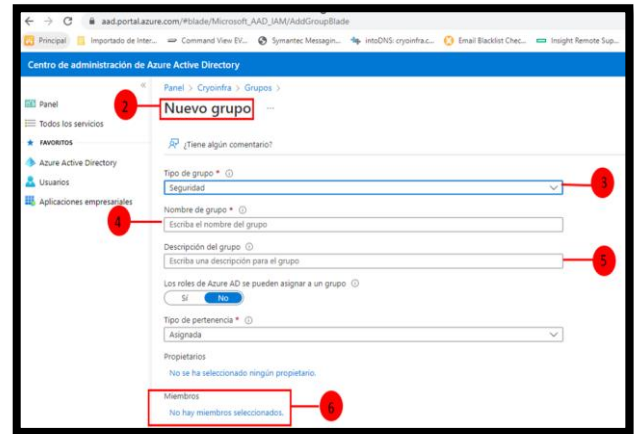 aad.portal.azure.com/#blade/Microsoft_AAD_IAM/AddGroupBlade
Principal Importado de Inter... Command View EV... Symantec Messagin... intoDNS: cryoinfra.c... Email Blacklist Chec... Insight Remote Sup...
Centro de administración de Azure Active Directory
«
Panel > Cryoinfra > Grupos >
Panel
2
Nuevo grupo ...
Todos los servicios
FAVORITOS
¿Tiene algún comentario?
Azure Active Directory
Usuarios
Aplicaciones empresariales
Tipo de grupo *
Seguridad
3
Nombre de grupo *
4
Escriba el nombre del grupo
Descripción del grupo
Escriba una descripción para el grupo
5
Los roles de Azure AD se pueden asignar a un grupo
Sí No
Tipo de pertenencia *
Asignada
Propietarios
No se ha seleccionado ningún propietario.
Miembros
No hay miembros seleccionados.
6